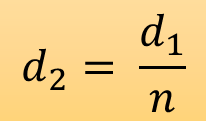 d₂ = d₁/n